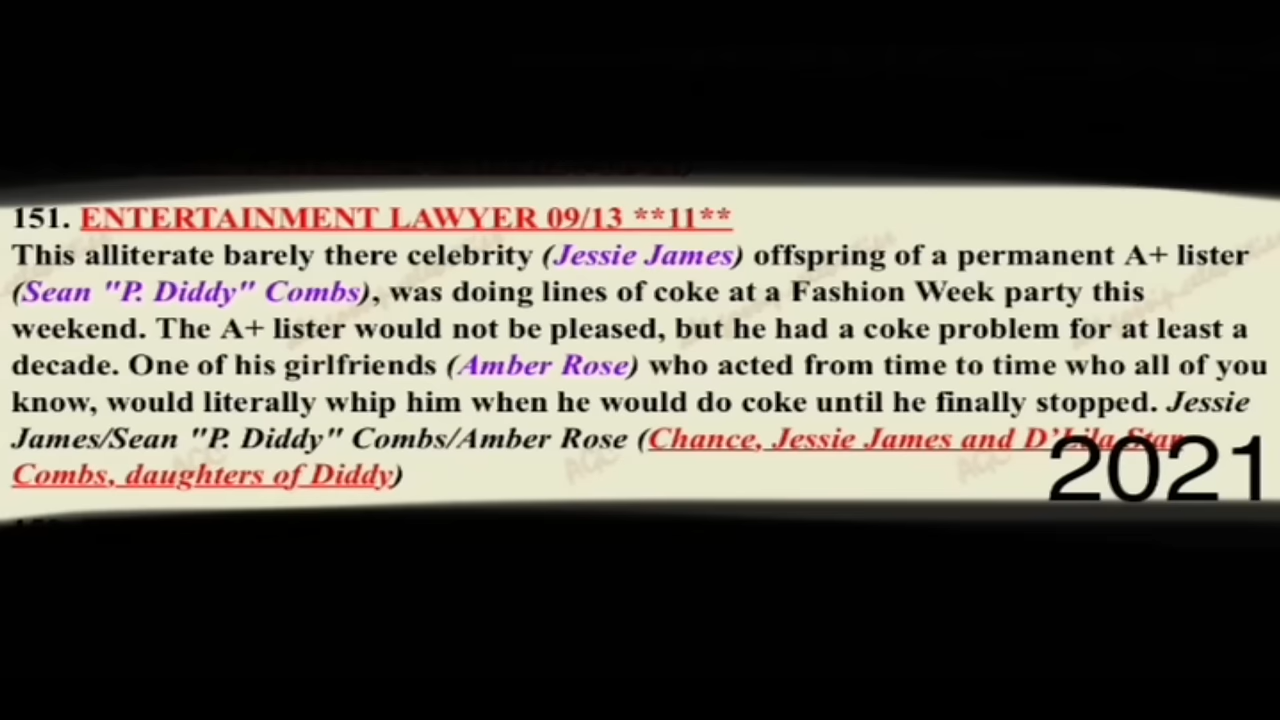 151. ENTERTAINMENT LAWYER 09/13 **11**
This alliterate barely there celebrity (Jessie James) offspring of a permanent A+ lister
(Sean "P. Diddy" Combs), was doing lines of coke at a Fashion Week party this
weekend. The A+ lister would not be pleased, but he had a coke problem for at least a
decade. One of his girlfriends (Amber Rose) who acted from time to time who all of you
know, would literally whip him when he would do coke until he finally stopped. Jessie
James/Sean "P. Diddy" Combs/Amber Rose (Chance, Jessie James and D'Lila Star
Combs, daughters of Diddy)
2021